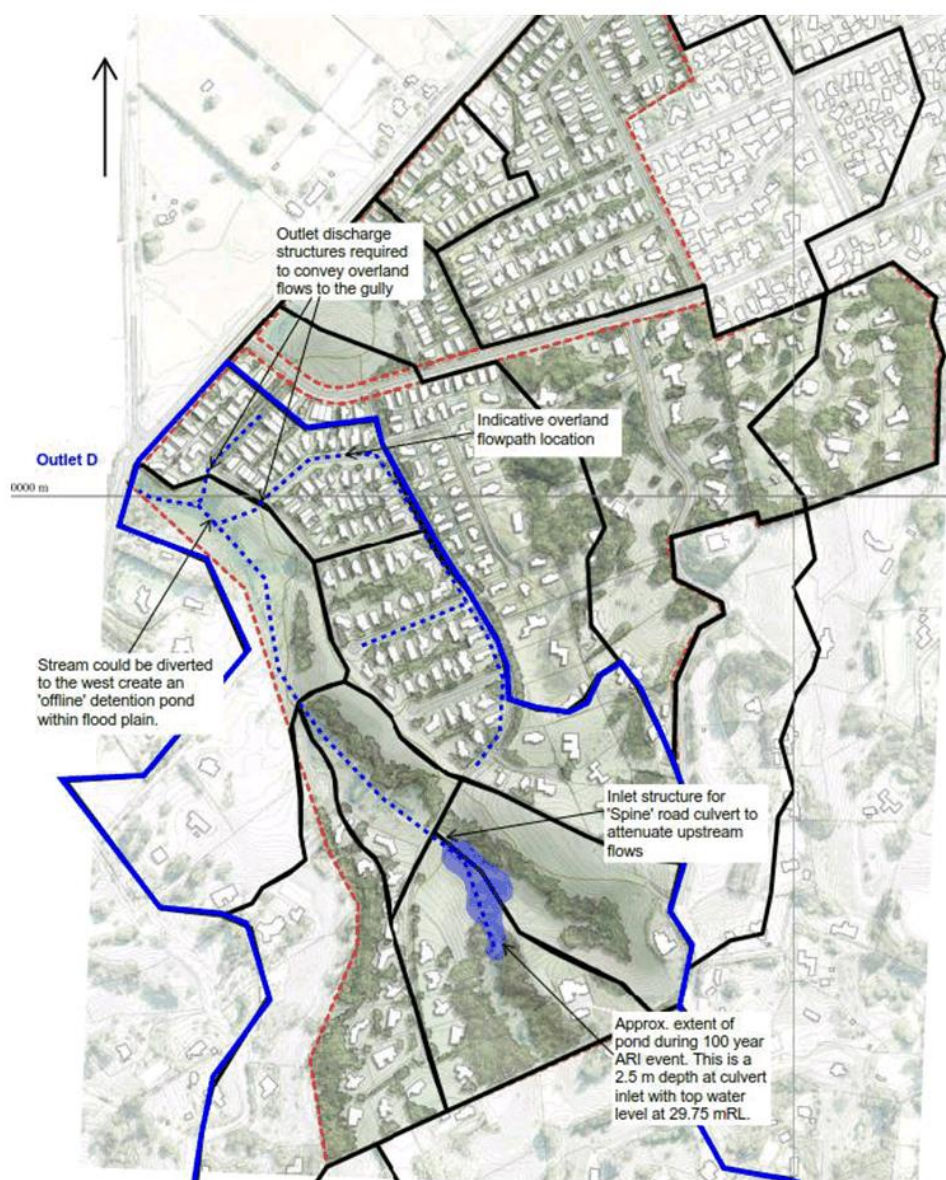 Outlet discharge
structures required
to convey overland
flows to the gully
Indicative overland
flowpath location
Outlet D
0000 m
Stream could be diverted
to the west create an
'offline' detention pond
within flood plain.
Inlet structure for
'Spine' road culvert to
attenuate upstream
flows
Approx. extent of
pond during 100 year
ARI event. This is a
2.5 m depth at culvert
inlet with top water
level at 29.75 mRL.